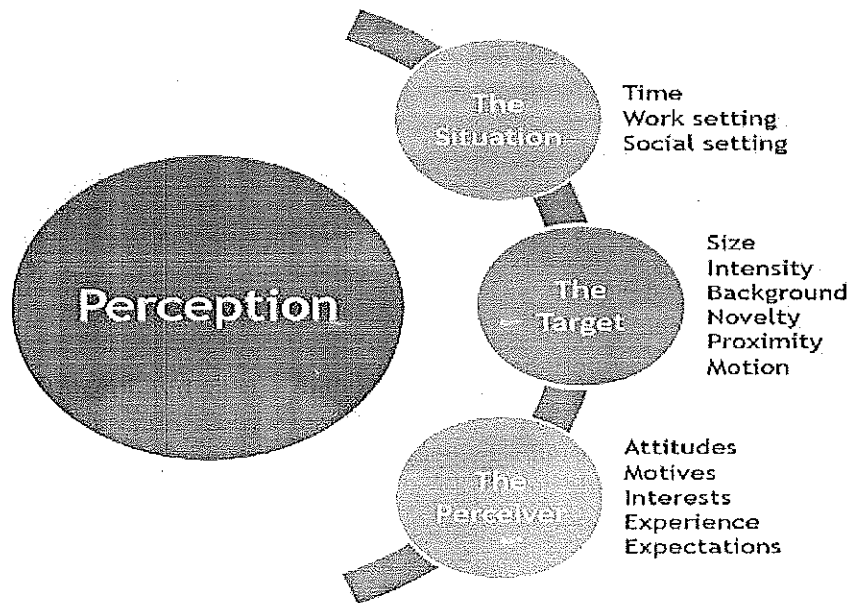 The
Situation
Time
Work setting
Social setting
Perception
The
Target
Size
Intensity
Background
Novelty
Proximity
Motion
The
Perceiver
Attitudes
Motives
Interests
Experience
Expectations